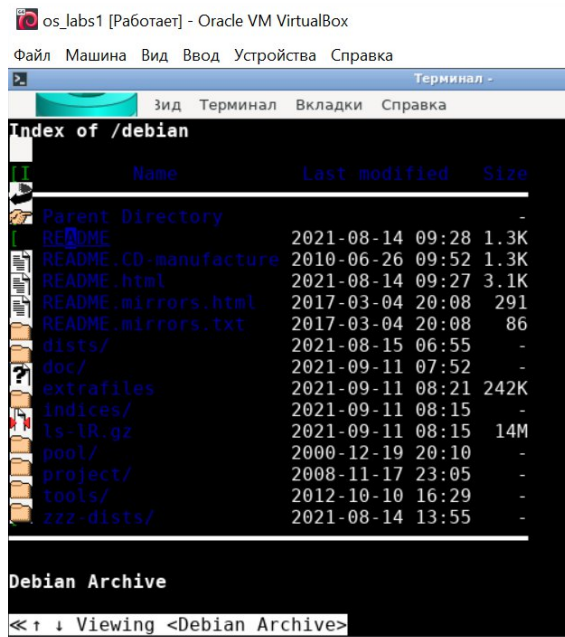 os_labs1 [Работает] - Oracle VM VirtualBox
Файл Машина Вид Ввод Устройства Справка
Терминал -
Вид Терминал Вкладки Справка
Index of /debian
[I Name Last modified Size
Parent Directory -
[ README 2021-08-14 09:28 1.3K
README.CD-manufacture 2010-06-26 09:52 1.3K
README.html 2021-08-14 09:27 3.1K
README.mirrors.html 2017-03-04 20:08 291
README.mirrors.txt 2017-03-04 20:08 86
dists/ 2021-08-15 06:55 -
doc/ 2021-09-11 07:52 -
extrafiles 2021-09-11 08:21 242K
indices/ 2021-09-11 08:15 -
ls-lR.gz 2021-09-11 08:15 14M
pool/ 2000-12-19 20:10 -
project/ 2008-11-17 23:05 -
tools/ 2012-10-10 16:29 -
zzz-dists/ 2021-08-14 13:55 -
Debian Archive
≪↑ ↓ Viewing <Debian Archive>